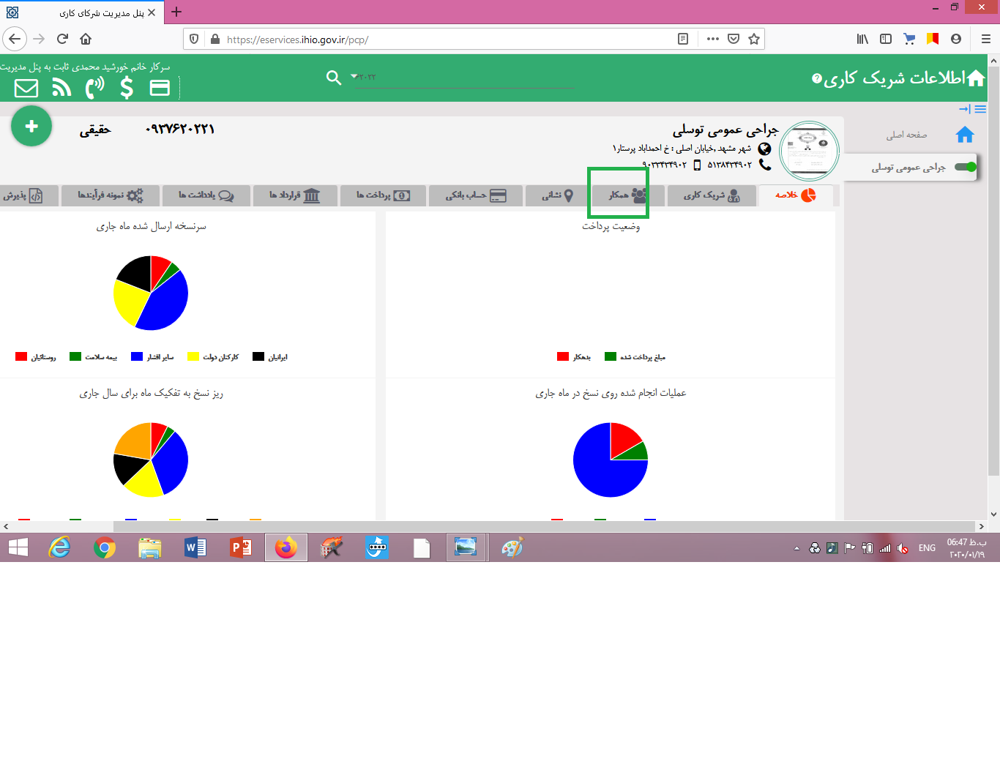 پنل مدیریت شرکای کاری
https://eservices.ihio.gov.ir/pcp/
اطلاعات شریک کاری
۲۰۲۲
سرکار خانم خورشید محمدی ثابت به پنل مدیریت
صفحه اصلی
جراحی عمومی توسلی
جراحی عمومی توسلی
۰۹۳۷۶۲۰۲۲۱
حقیقی
شهر مشهد ,خیابان اصلی : خ احمداباد پرستار۱
۵۱۳۸۴۳۴۹۰۲ ۹۰۳۳۴۳۴۹۰۲
خلاصه شریک کاری همکار نشانی حساب بانکی پرداخت ها قرارداد ها یادداشت ها نمونه فرآیندها پذیرش
وضعیت پرداخت
مبلغ پرداخت شده بدهکار
سرنسخه ارسال شده ماه جاری
ایرانیان کارکنان دولت سایر اقشار بیمه سلامت روستائیان
عملیات انجام شده روی نسخ در ماه جاری
ریز نسخ به تفکیک ماه برای سال جاری
ENG
06:47 ب.ظ
۲۰۲۰/۰۱/۱۹